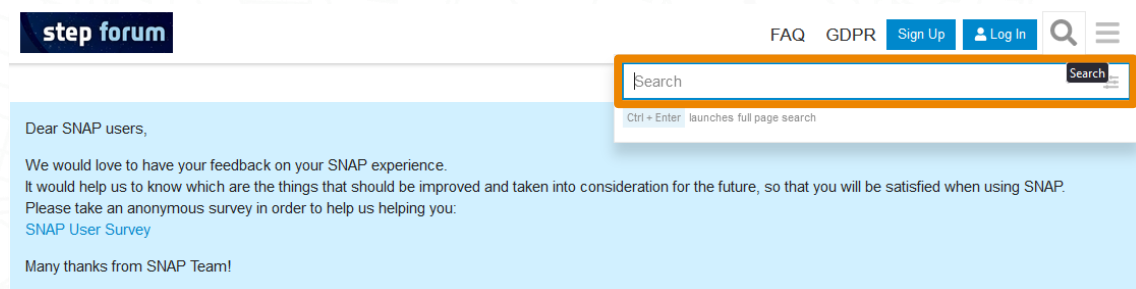 step forum
FAQ GDPR Sign Up Log In
Search
Search
Ctrl + Enter launches full page search
Dear SNAP users,
We would love to have your feedback on your SNAP experience.
It would help us to know which are the things that should be improved and taken into consideration for the future, so that you will be satisfied when using SNAP.
Please take an anonymous survey in order to help us helping you:
SNAP User Survey
Many thanks from SNAP Team!